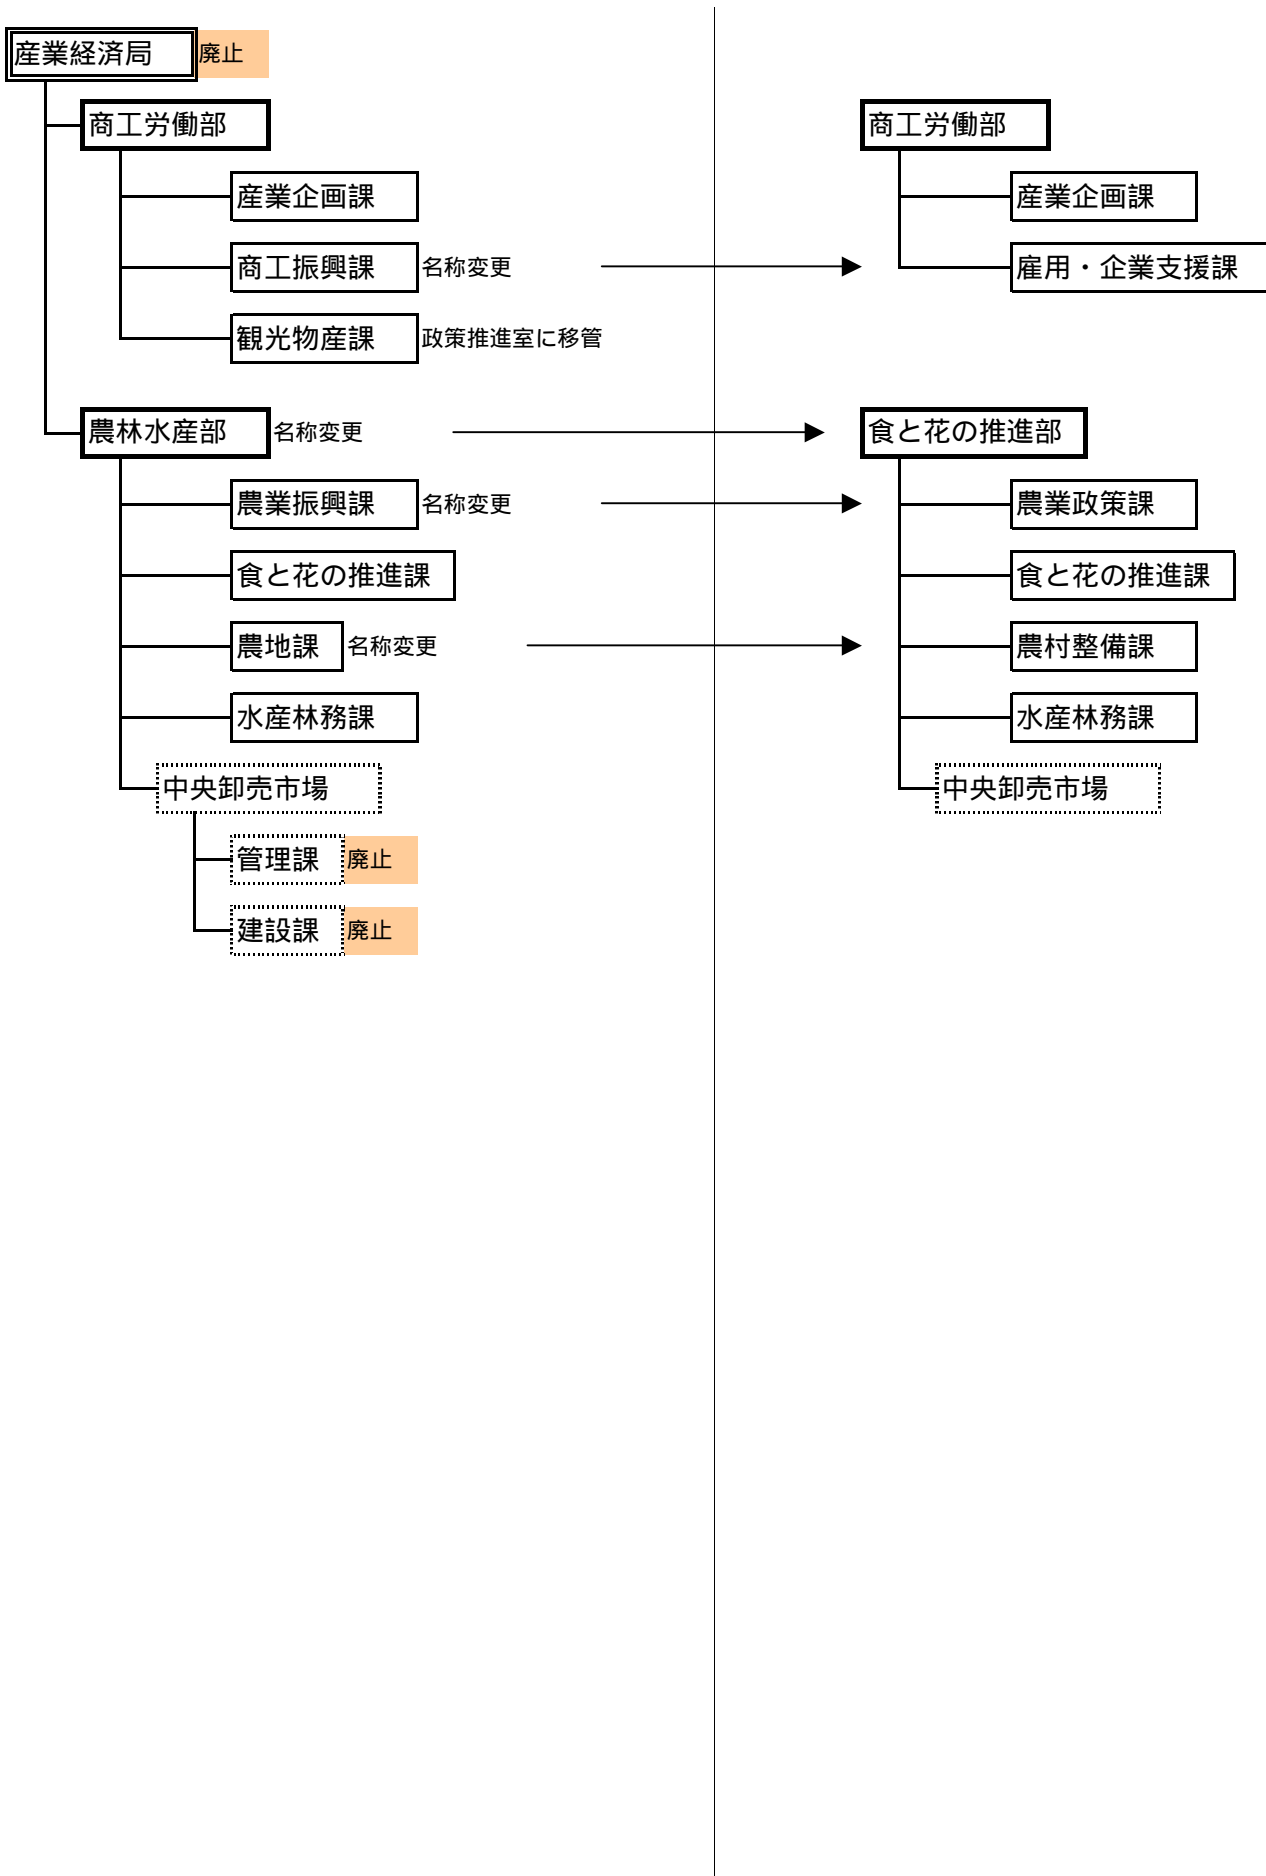 産業経済局 廃止
商工労働部 商工労働部
産業企画課 産業企画課
商工振興課 名称変更 雇用・企業支援課
観光物産課 政策推進室に移管
農林水産部 名称変更 食と花の推進部
農業振興課 名称変更 農業政策課
食と花の推進課 食と花の推進課
農地課 名称変更 農村整備課
水産林務課 水産林務課
中央卸売市場 中央卸売市場
管理課 廃止
建設課 廃止